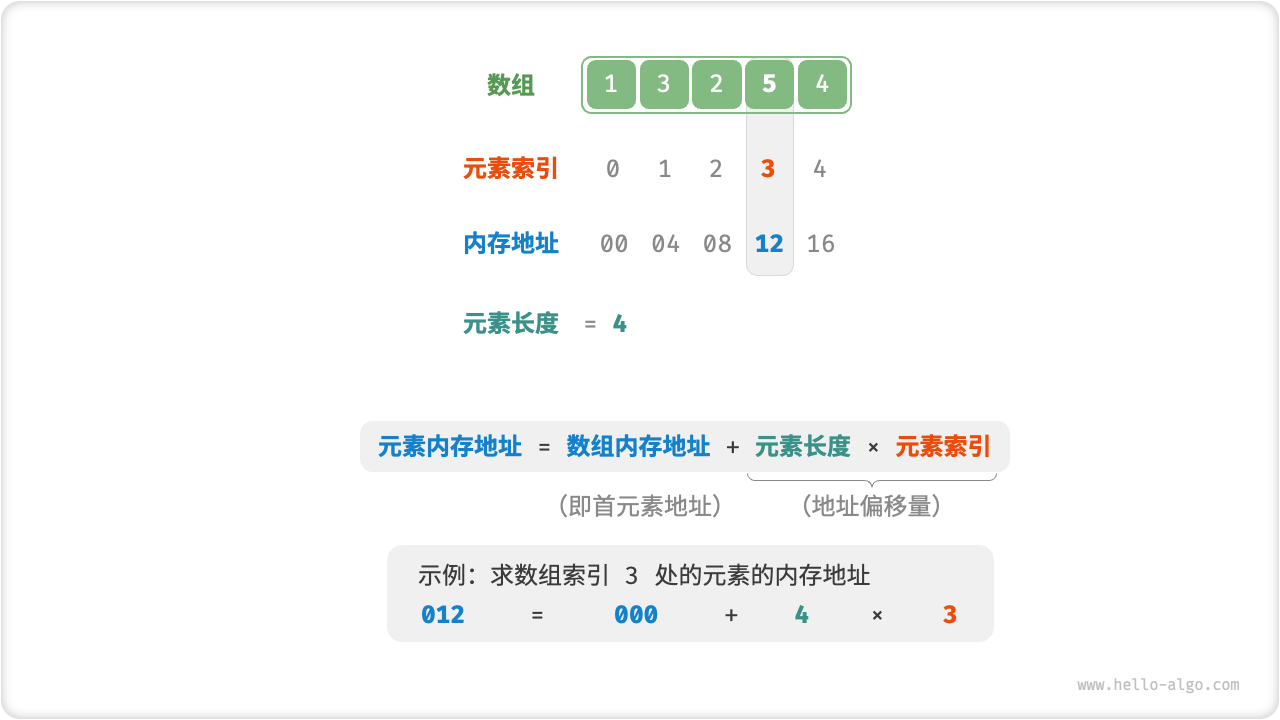 数组 1 3 2 5 4
元素索引 0 1 2 3 4
内存地址 00 04 08 12 16
元素长度 = 4
元素内存地址 = 数组内存地址 + 元素长度 × 元素索引
（即首元素地址） （地址偏移量）
示例：求数组索引 3 处的元素的内存地址
012 = 000 + 4 × 3
www.hello-algo.com